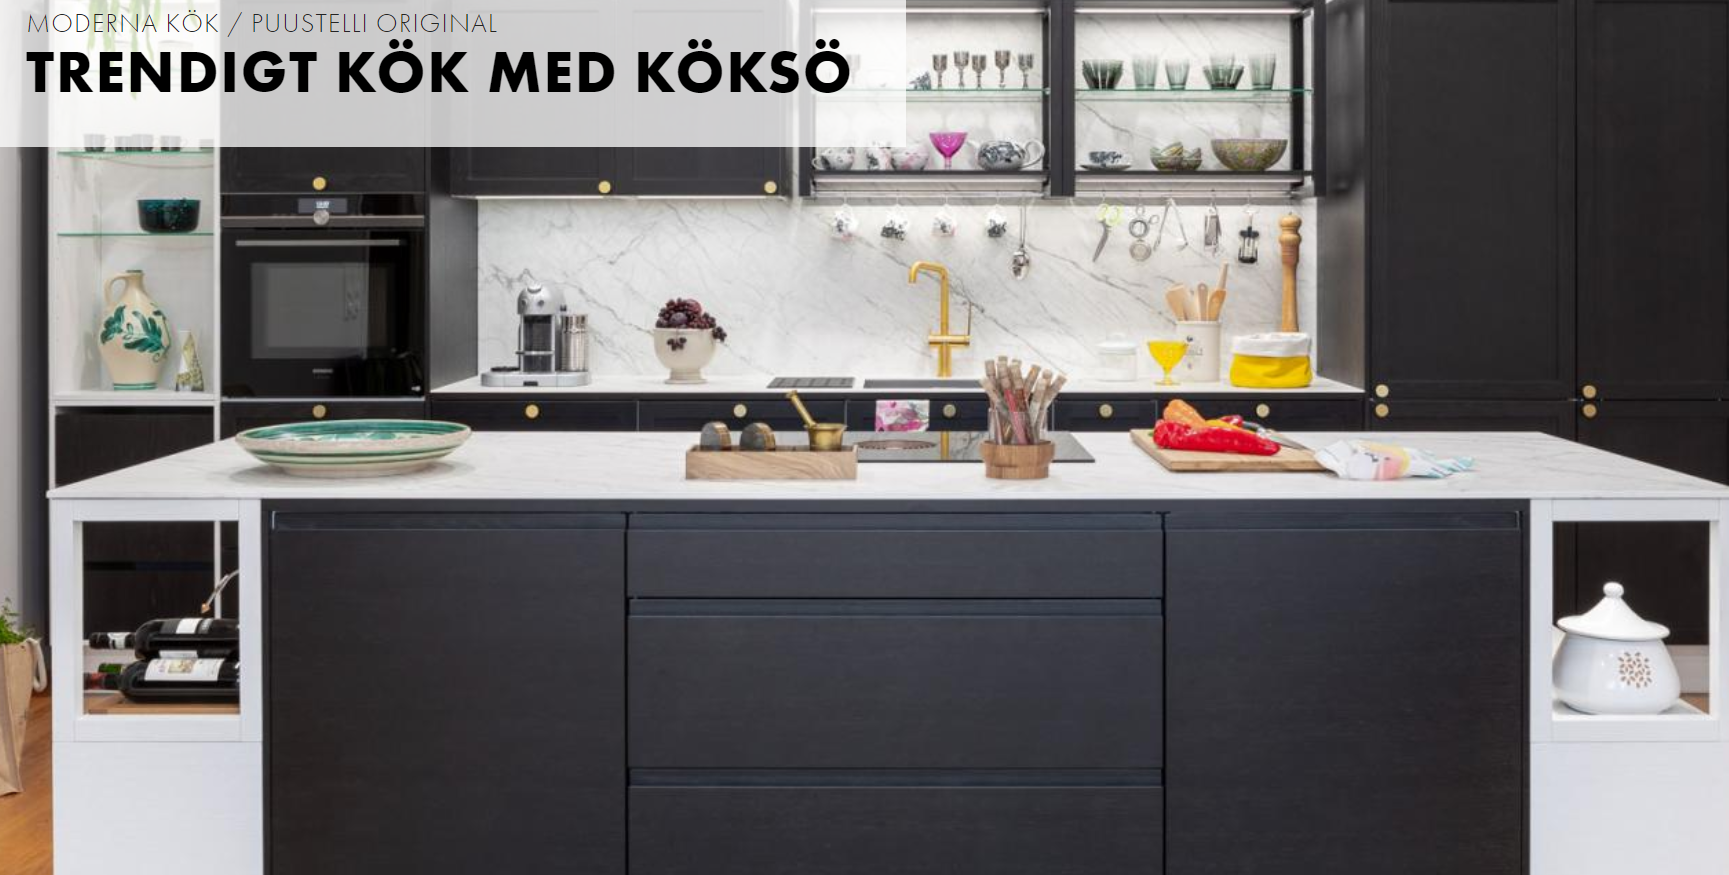 MODERNA KÖK / PUUSTELLI ORIGINAL
TRENDIGT KÖK MED KÖKSÖ